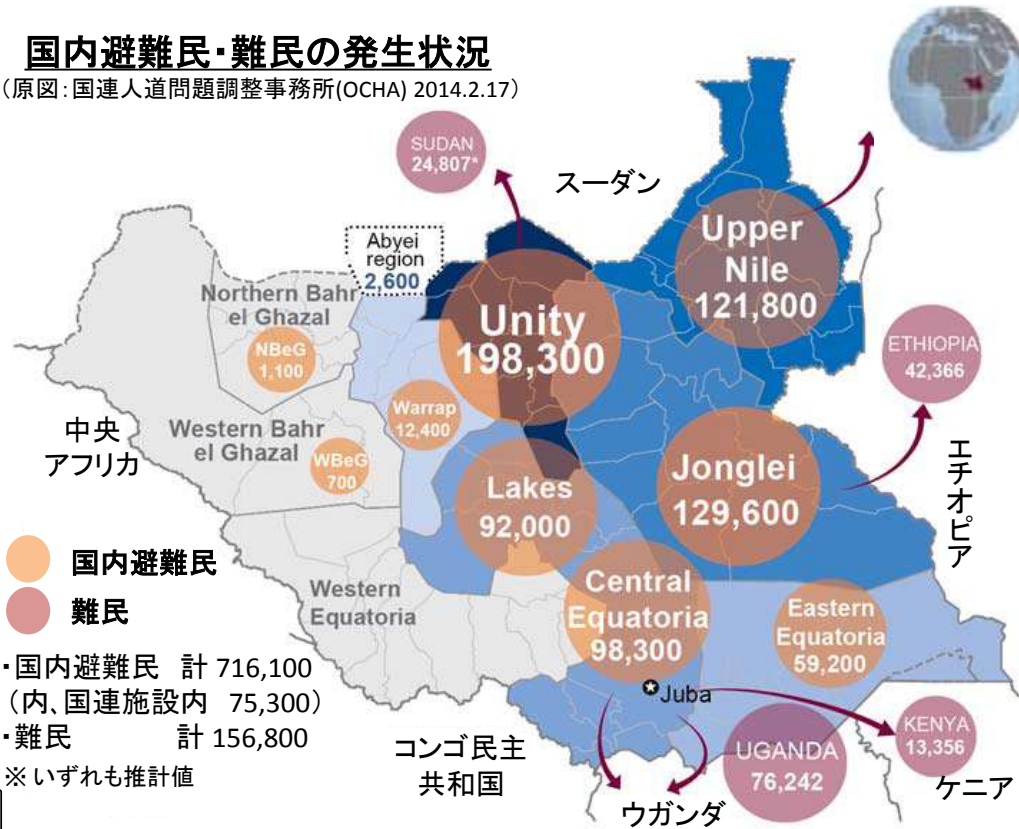 国内避難民・難民の発生状況
（原図：国連人道問題調整事務所(OCHA) 2014.2.17）
SUDAN
24,807*
スーダン
Upper
Nile
121,800
Abyei
region
2,600
Northern Bahr
el Ghazal
NBeG
1,100
Unity
198,300
ETHIOPIA
42,366
Warrap
12,400
中央
アフリカ
Western Bahr
el Ghazal
WBeG
700
Lakes
92,000
Jonglei
129,600
エチオピア
国内避難民
難民
Western
Equatoria
Central
Equatoria
98,300
Eastern
Equatoria
59,200
・国内避難民 計 716,100
（内、国連施設内 75,300）
・難民 計 156,800
※いずれも推計値
Juba
コンゴ民主
共和国
UGANDA
76,242
KENYA
13,356
ケニア
ウガンダ